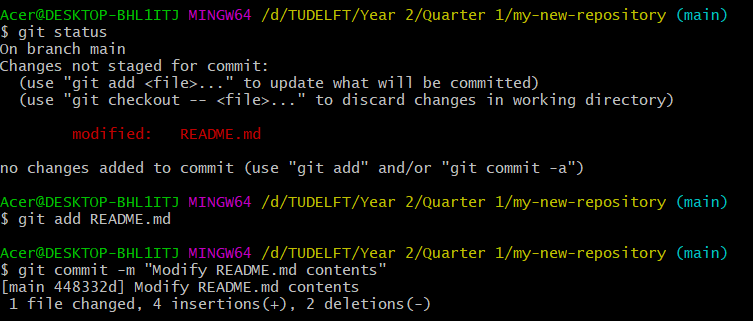 Acer@DESKTOP-BHL1ITJ MINGW64 /d/TUDELFT/Year 2/Quarter 1/my-new-repository (main)
$ git status
On branch main
Changes not staged for commit:
  (use "git add <file>..." to update what will be committed)
  (use "git checkout -- <file>..." to discard changes in working directory)

        modified:   README.md

no changes added to commit (use "git add" and/or "git commit -a")

Acer@DESKTOP-BHL1ITJ MINGW64 /d/TUDELFT/Year 2/Quarter 1/my-new-repository (main)
$ git add README.md

Acer@DESKTOP-BHL1ITJ MINGW64 /d/TUDELFT/Year 2/Quarter 1/my-new-repository (main)
$ git commit -m "Modify README.md contents"
[main 448332d] Modify README.md contents
 1 file changed, 4 insertions(+), 2 deletions(-)